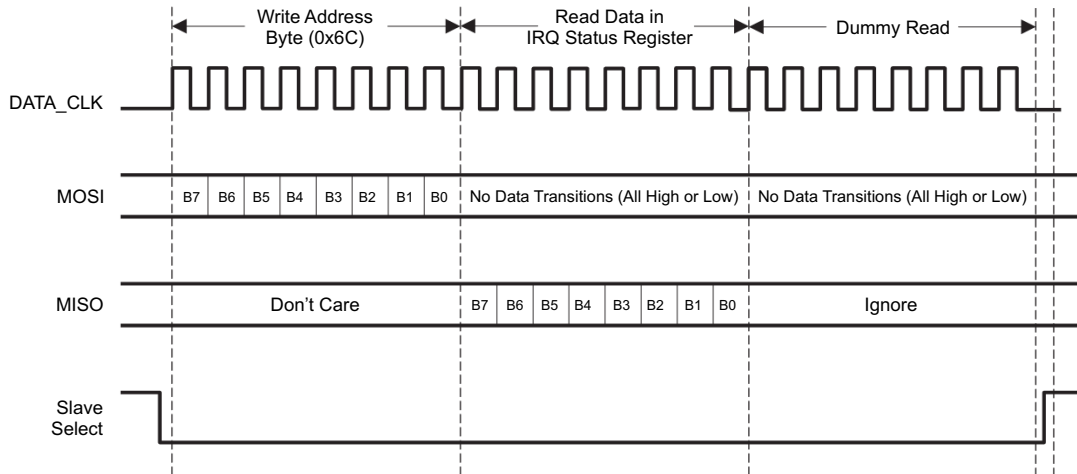 Write Address
Byte (0x6C)
Read Data in
IRQ Status Register
Dummy Read
DATA_CLK
MOSI
B7 B6 B5 B4 B3 B2 B1 B0
No Data Transitions (All High or Low)
No Data Transitions (All High or Low)
MISO
Don't Care
B7 B6 B5 B4 B3 B2 B1 B0
Ignore
Slave
Select